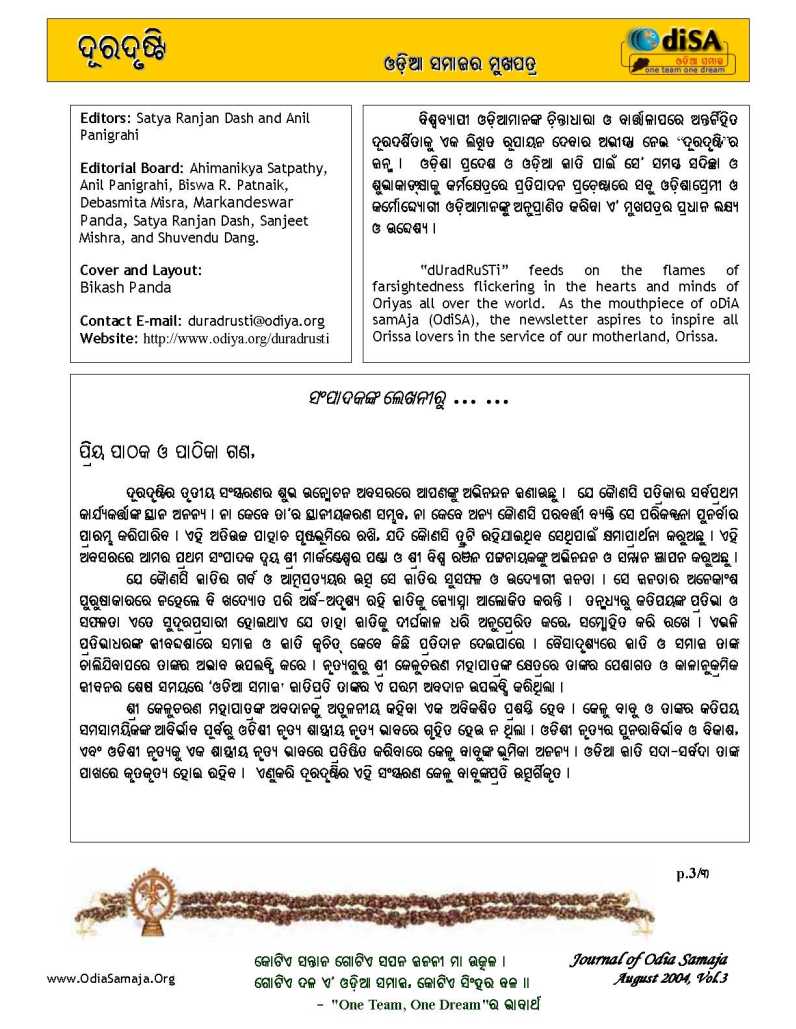 ଦୂରଦୃଷ୍ଟି
ଓଡ଼ିଆ ସମାଜର ମୁଖପତ୍ର
OdiSA
ଓଡ଼ିଆ ସମାଜ
one team one dream
Editors: Satya Ranjan Dash and Anil
Panigrahi
Editorial Board: Ahimanikya Satpathy,
Anil Panigrahi, Biswa R. Patnaik,
Debasmita Misra, Markandeswar
Panda, Satya Ranjan Dash, Sanjeet
Mishra, and Shuvendu Dang.
Cover and Layout:
Bikash Panda
Contact E-mail: duradrusti@odiya.org
Website: http://www.odiya.org/duradrusti
ବିଶ୍ୱବ୍ୟାପୀ ଓଡ଼ିଆମାନଙ୍କ ଚିନ୍ତାଧାରା ଓ ବାର୍ତ୍ତାଳାପରେ ଅନ୍ତର୍ନିହିତ
ଦୂରଦର୍ଶିତାକୁ ଏକ ଲିଖିତ ରୂପାୟନ ଦେବାର ଅଭୀପ୍ସା ନେଇ “ଦୂରଦୃଷ୍ଟି”ର
ଜନ୍ମ । ଓଡ଼ିଶା ପ୍ରଦେଶ ଓ ଓଡ଼ିଆ ଜାତି ପାଇଁ ସେ' ସମସ୍ତ ସଦିଚ୍ଛା ଓ
ଶୁଭାକାଙ୍କ୍ଷାକୁ କର୍ମକ୍ଷେତ୍ରରେ ପ୍ରତିପାଦନ ପ୍ରଚେଷ୍ଟାରେ ସବୁ ଓଡ଼ିଶାପ୍ରେମୀ ଓ
କର୍ମୋଦ୍ୟୋଗୀ ଓଡ଼ିଆମାନଙ୍କୁ ଅନୁପ୍ରାଣିତ କରିବା ଏ' ମୁଖପତ୍ରର ପ୍ରଧାନ ଲକ୍ଷ୍ୟ
ଓ ଉଦ୍ଦେଶ୍ୟ ।
“dUradRuSTi” feeds on the flames of
farsightedness flickering in the hearts and minds of
Oriyas all over the world. As the mouthpiece of oDiA
samAja (OdiSA), the newsletter aspires to inspire all
Orissa lovers in the service of our motherland, Orissa.
ସଂପାଦକଙ୍କ ଲେଖନୀରୁ ... ...
ପ୍ରିୟ ପାଠକ ଓ ପାଠିକା ଗଣ,
ଦୂରଦୃଷ୍ଟିର ତୃତୀୟ ସଂସ୍କରଣର ଶୁଭ ଉନ୍ମୋଚନ ଅବସରରେ ଆପଣଙ୍କୁ ଅଭିନନ୍ଦନ ଜଣାଉଛୁ । ଯେ କୌଣସି ପତ୍ରିକାର ସର୍ବପ୍ରଥମ
କାର୍ଯ୍ୟକର୍ତ୍ତାଙ୍କ ସ୍ଥାନ ଅନନ୍ୟ । ନା କେବେ ତା'ର ସ୍ଥାନୀୟକରଣ ସମ୍ଭବ, ନା କେବେ ଅନ୍ୟ କୌଣସି ପରବର୍ତ୍ତୀ ବ୍ୟକ୍ତି ସେ ପରିକଳ୍ପନା ପୁନର୍ବାର
ପ୍ରାରମ୍ଭ କରିପାରିବ । ଏହି ଅତିଉଚ୍ଚ ପାହାଚ ପୃଷ୍ଠଭୂମିରେ ରଖି, ଯଦି କୌଣସି ତ୍ରୁଟି ରହିଯାଇଥିବ ସେଥିପାଇଁ କ୍ଷମାପ୍ରାର୍ଥନା କରୁଅଛୁ । ଏହି
ଅବସରରେ ଆମର ପ୍ରଥମ ସଂପାଦକ ଦ୍ୱୟ ଶ୍ରୀ ମାର୍କଣ୍ଡେଶ୍ୱର ପଣ୍ଡା ଓ ଶ୍ରୀ ବିଶ୍ୱ ରଞ୍ଜନ ପଟ୍ଟନାୟକଙ୍କୁ ଅଭିନନ୍ଦନ ଓ ସମ୍ମାନ ଜ୍ଞାପନ କରୁଅଛୁ ।
ଯେ କୌଣସି ଜାତିର ଗର୍ବ ଓ ଆତ୍ମପ୍ରତ୍ୟୟର ଉତ୍ସ ସେ ଜାତିର ସୁସଫଳ ଓ ଉଦ୍ୟୋଗୀ ଜନତା । ସେ ଜନତାର ଅନେକାଂଶ
ପୁରୁଷାକାରରେ ନହେଲେ ବି ଖଦ୍ୟୋତ ପରି ଅର୍ଦ୍ଧ-ଅଦୃଶ୍ୟ ରହି ଜାତିକୁ ଜ୍ୟୋତ୍ସ୍ନା ଆଲୋକିତ କରନ୍ତି । ତନ୍ମଧ୍ୟରୁ କତିପୟଙ୍କ ପ୍ରତିଭା ଓ
ସଫଳତା ଏତେ ସୁଦୂରପ୍ରସାରୀ ହୋଇଥାଏ ଯେ ତାହା ଜାତିକୁ ଦୀର୍ଘକାଳ ଧରି ଅନୁପ୍ରେରିତ କରେ, ସମ୍ମୋହିତ କରି ରଖେ । ଏଭଳି
ପ୍ରତିଭାଧରଙ୍କ ଜୀବଦ୍ଦଶାରେ ସମାଜ ଓ ଜାତି କ୍ୱଚିତ୍ କେବେ କିଛି ପ୍ରତିଦାନ ଦେଇପାରେ । ବୈସାଦୃଶ୍ୟରେ ଜାତି ଓ ସମାଜ ତାଙ୍କ
ଚାଲିଯିବାପରେ ତାଙ୍କର ଅଭାବ ଉପଲବ୍ଧି କରେ । ନୃତ୍ୟଗୁରୁ ଶ୍ରୀ କେଳୁଚରଣ ମହାପାତ୍ରଙ୍କ କ୍ଷେତ୍ରରେ ତାଙ୍କର ପେଶାଗତ ଓ କାଳାନୁକ୍ରମିକ
ଜୀବନର ଶେଷ ସମୟରେ 'ଓଡିଆ ସମାଜ' ଜାତିପ୍ରତି ତାଙ୍କର ଏ ପରମ ଅବଦାନ ଉପଲବ୍ଧି କରିଥିଲା ।
ଶ୍ରୀ କେଳୁଚରଣ ମହାପାତ୍ରଙ୍କ ଅବଦାନକୁ ଅତୁଳନୀୟ କହିବା ଏକ ଅବିକଶିତ ପ୍ରଶସ୍ତି ହେବ । କେଳୁ ବାବୁ ଓ ତାଙ୍କର କତିପୟ
ସମସାମୟିକଙ୍କ ଆବିର୍ଭାବ ପୂର୍ବରୁ ଓଡିଶୀ ନୃତ୍ୟ ଶାସ୍ତ୍ରୀୟ ନୃତ୍ୟ ଭାବରେ ଗୃହିତ ହେଉ ନ ଥିଲା । ଓଡିଶୀ ନୃତ୍ୟର ପୁନରାବିର୍ଭାବ ଓ ବିକାଶ,
ଏବଂ ଓଡିଶୀ ନୃତ୍ୟକୁ ଏକ ଶାସ୍ତ୍ରୀୟ ନୃତ୍ୟ ଭାବରେ ପ୍ରତିଷ୍ଠିତ କରିବାରେ କେଳୁ ବାବୁଙ୍କ ଭୂମିକା ଅନନ୍ୟ । ଓଡିଆ ଜାତି ସଦା-ସର୍ବଦା ତାଙ୍କ
ପାଖରେ କୃତକୃତ୍ୟ ହୋଇ ରହିବ । ଏଣୁକରି ଦୂରଦୃଷ୍ଟିର ଏହି ସଂସ୍କରଣ କେଳୁ ବାବୁଙ୍କପ୍ରତି ଉତ୍ସର୍ଗିକୃତ ।
p.3/୩
କୋଟିଏ ସନ୍ତାନ ଗୋଟିଏ ସପନ ଜନନୀ ମା ଉତ୍କଳ ।
ଗୋଟିଏ ଦଳ ଏ' ଓଡ଼ିଆ ସମାଜ, କୋଟିଏ ସିଂହର ବଳ ॥
- "One Team, One Dream"ର ଭାବାର୍ଥ
www.OdiaSamaja.Org
Journal of Odia Samaja
August 2004, Vol.3